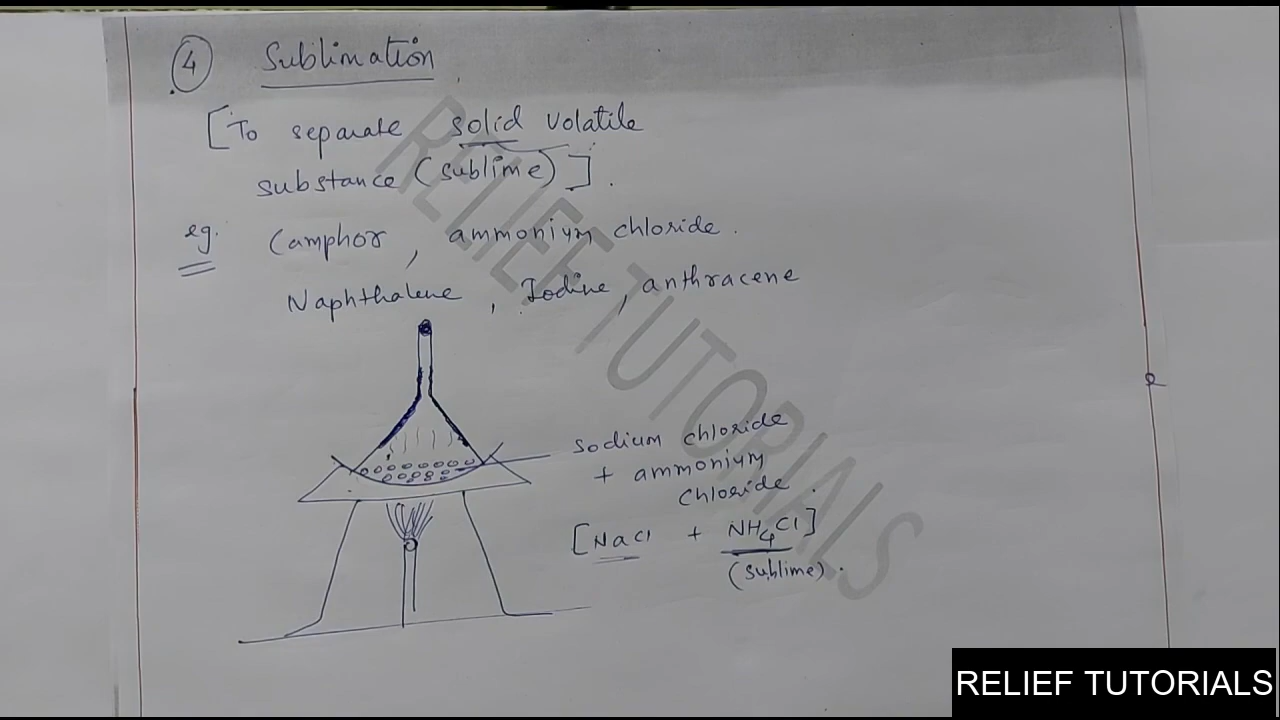 4 Sublimation
[To separate solid volatile
substance (sublime)].
eg. Camphor, ammonium chloride.
Naphthalene, Iodine, anthracene
sodium chloride
+ ammonium
chloride.
[NaCl + NH4Cl]
(sublime).
RELIEF TUTORIALS
RELIEF TUTORIALS